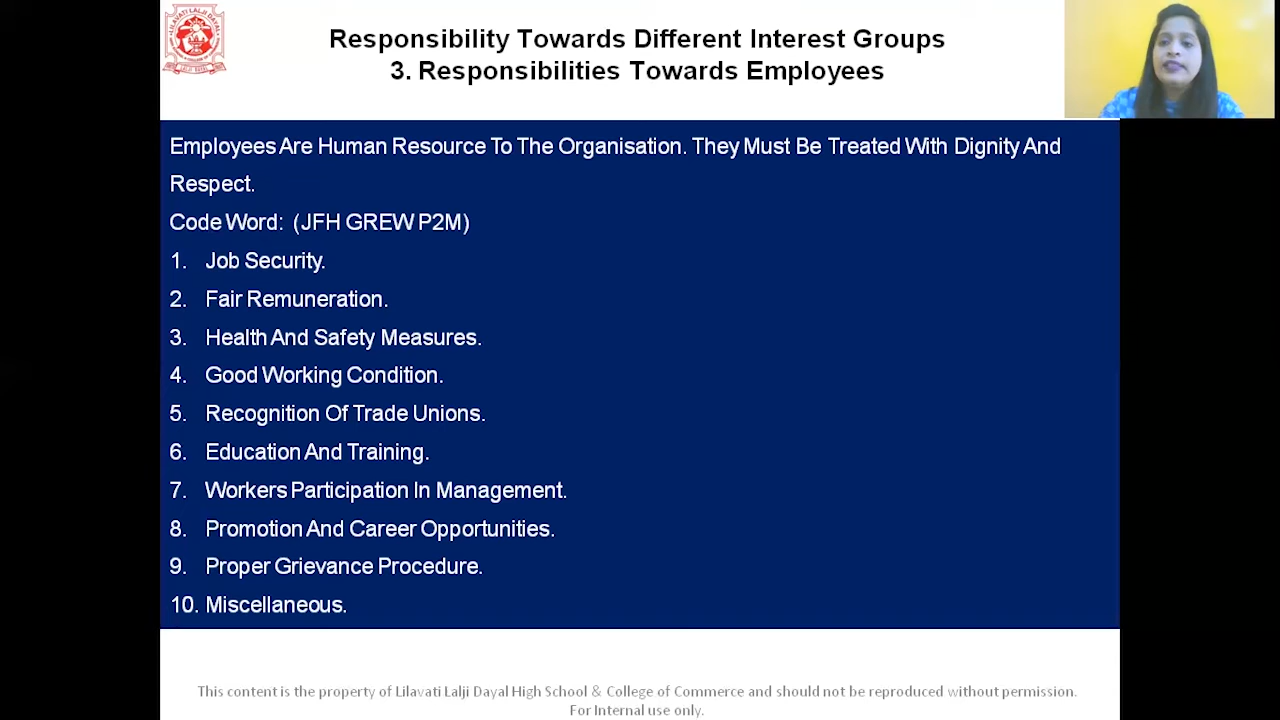 LILAVATI LALJI DAYAL
Responsibility Towards Different Interest Groups
3. Responsibilities Towards Employees
Employees Are Human Resource To The Organisation. They Must Be Treated With Dignity And
Respect.
Code Word: (JFH GREW P2M)
1. Job Security.
2. Fair Remuneration.
3. Health And Safety Measures.
4. Good Working Condition.
5. Recognition Of Trade Unions.
6. Education And Training.
7. Workers Participation In Management.
8. Promotion And Career Opportunities.
9. Proper Grievance Procedure.
10. Miscellaneous.
This content is the property of Lilavati Lalji Dayal High School & College of Commerce and should not be reproduced without permission.
For Internal use only.